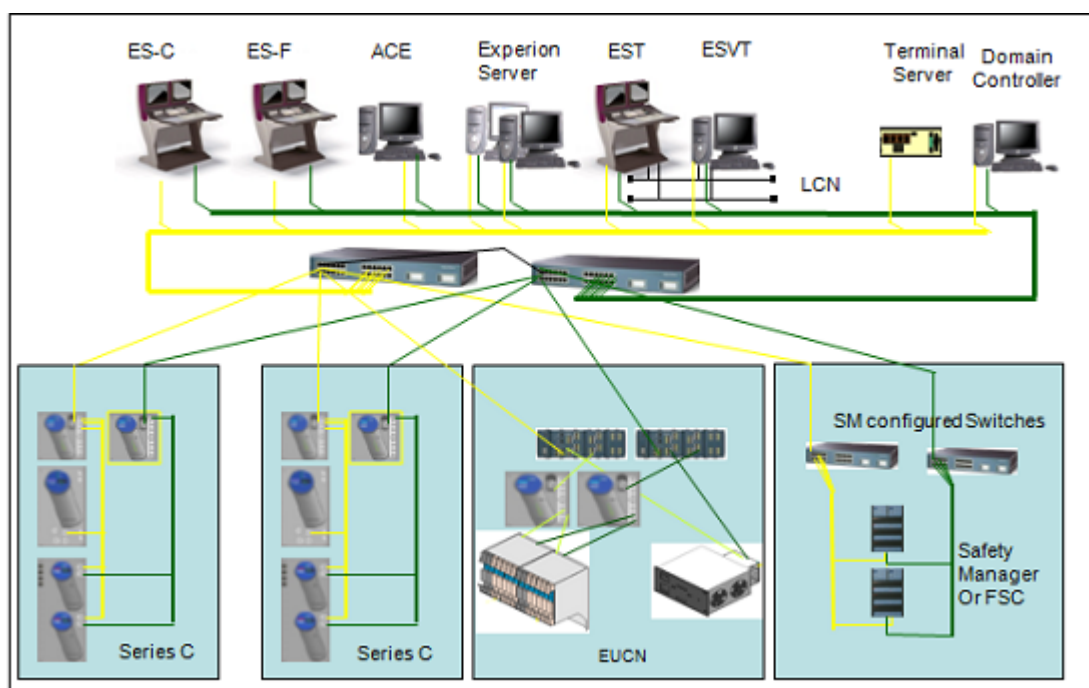 ES-C
ES-F
ACE
Experion
Server
EST
ESVT
Terminal
Server
Domain
Controller
LCN
SM configured Switches
Safety
Manager
Or FSC
Series C
Series C
EUCN